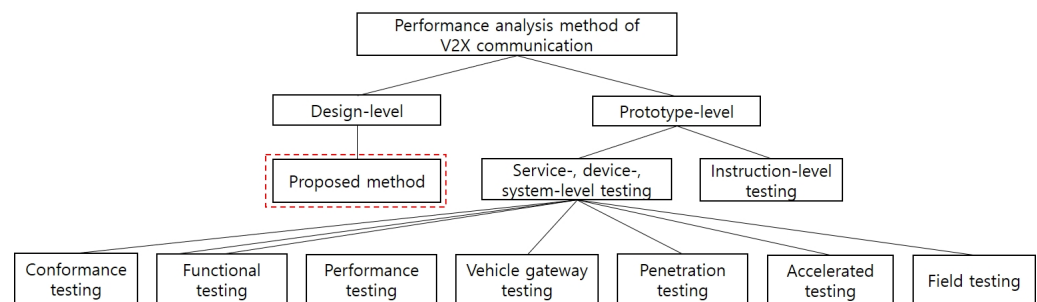 Performance analysis method of
V2X communication
Design-level
Prototype-level
Proposed method
Service-, device-,
system-level testing
Instruction-level
testing
Conformance
testing
Functional
testing
Performance
testing
Vehicle gateway
testing
Penetration
testing
Accelerated
testing
Field testing